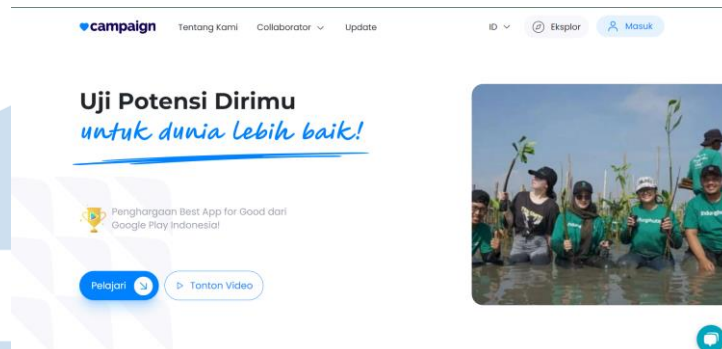 campaign
Tentang Kami
Collaborator
Update
ID
Eksplor
Masuk
Uji Potensi Dirimu
untuk dunia lebih baik!
Penghargaan Best App for Good dari
Google Play Indonesia!
Pelajari
Tonton Video